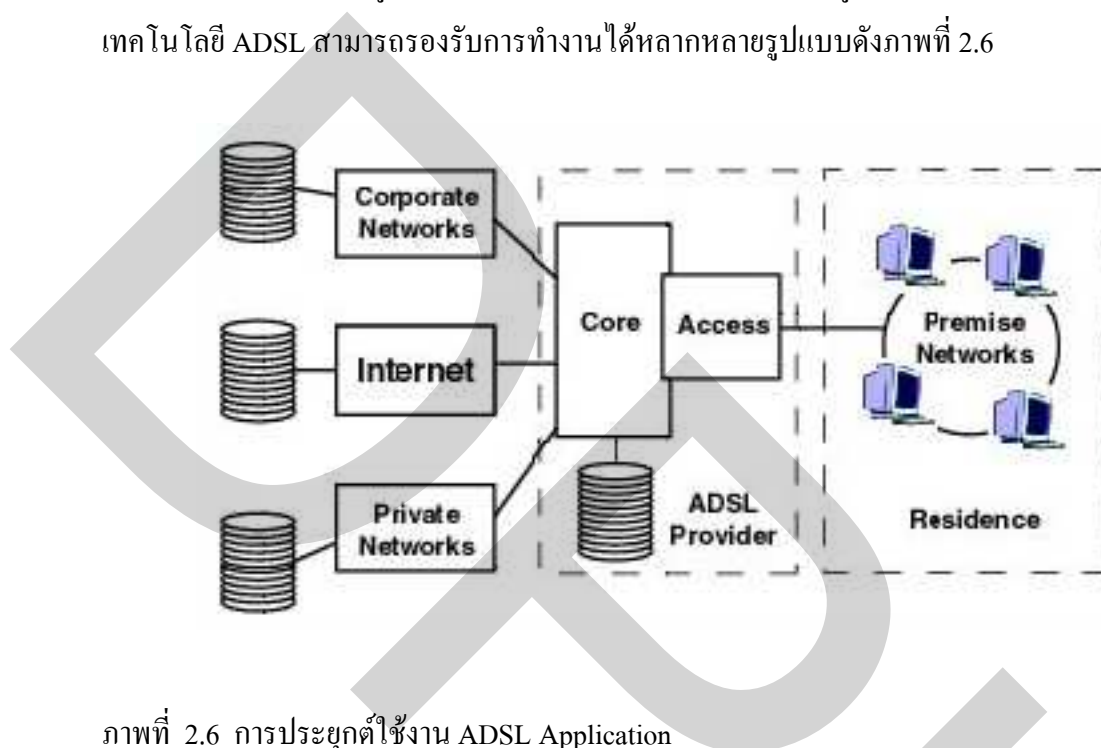 เทคโนโลยี ADSL สามารถรองรับการทำงานได้หลากหลายรูปแบบดังภาพที่ 2.6
Corporate
Networks
Internet
Private
Networks
Core
Access
ADSL
Provider
Premise
Networks
Residence
ภาพที่ 2.6 การประยุกต์ใช้งาน ADSL Application